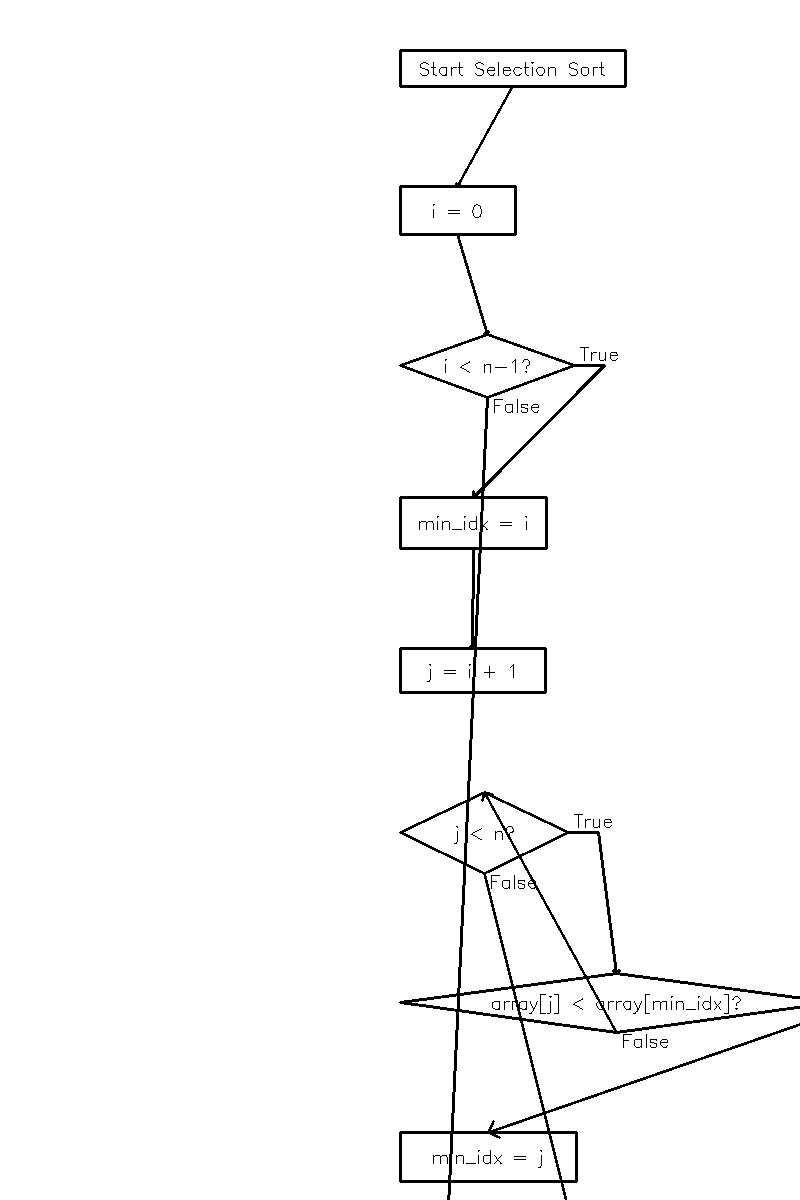 Start Selection Sort
i = 0
i < n-1?
True
False
min_idx = i
j = i + 1
j < n?
True
False
array[j] < array[min_idx]?
False
min_idx = j